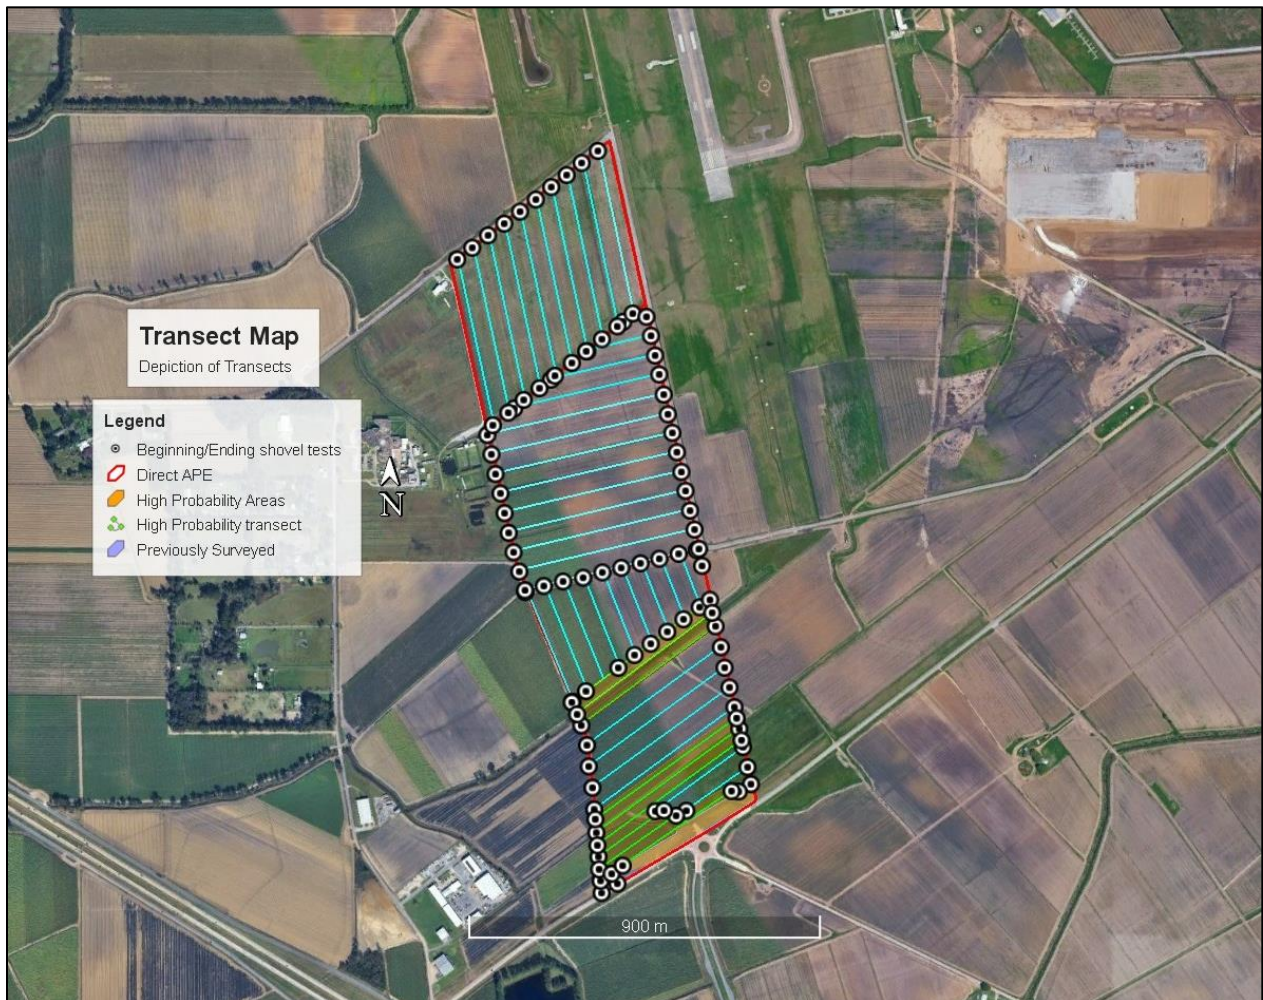 Transect Map
Depiction of Transects
Legend
Beginning/Ending shovel tests
Direct APE
High Probability Areas
High Probability transect
Previously Surveyed
N
900 m